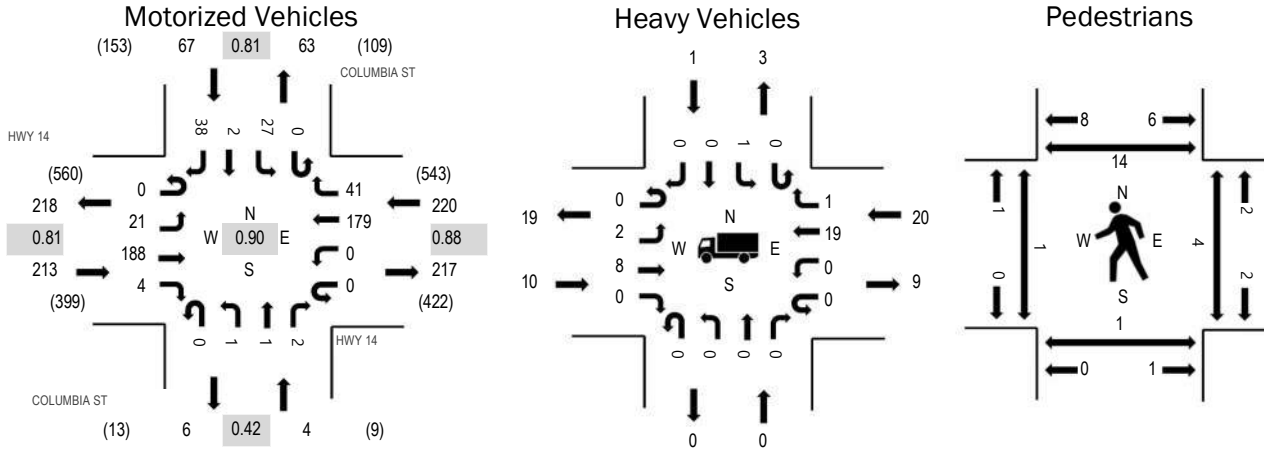 Motorized Vehicles
(153) 67 0.81 63 (109)
COLUMBIA ST
HWY 14
38 2 27 0
(560) 0 41 (543)
218 21 179 220
N
0.81 188 W 0.90 E 0 0.88
S
213 4 0 217
(399) (422)
0 1 1 2
HWY 14
COLUMBIA ST
(13) 6 0.42 4 (9)
Heavy Vehicles
1 3
0 0 1 0
0 1
19 2 19 20
N
W E
S
10 8 0 9
0 0
0 0 0 0
0 0
Pedestrians
8 6
14
1 1 N 4 2
W E
0 S 2
1
0 1